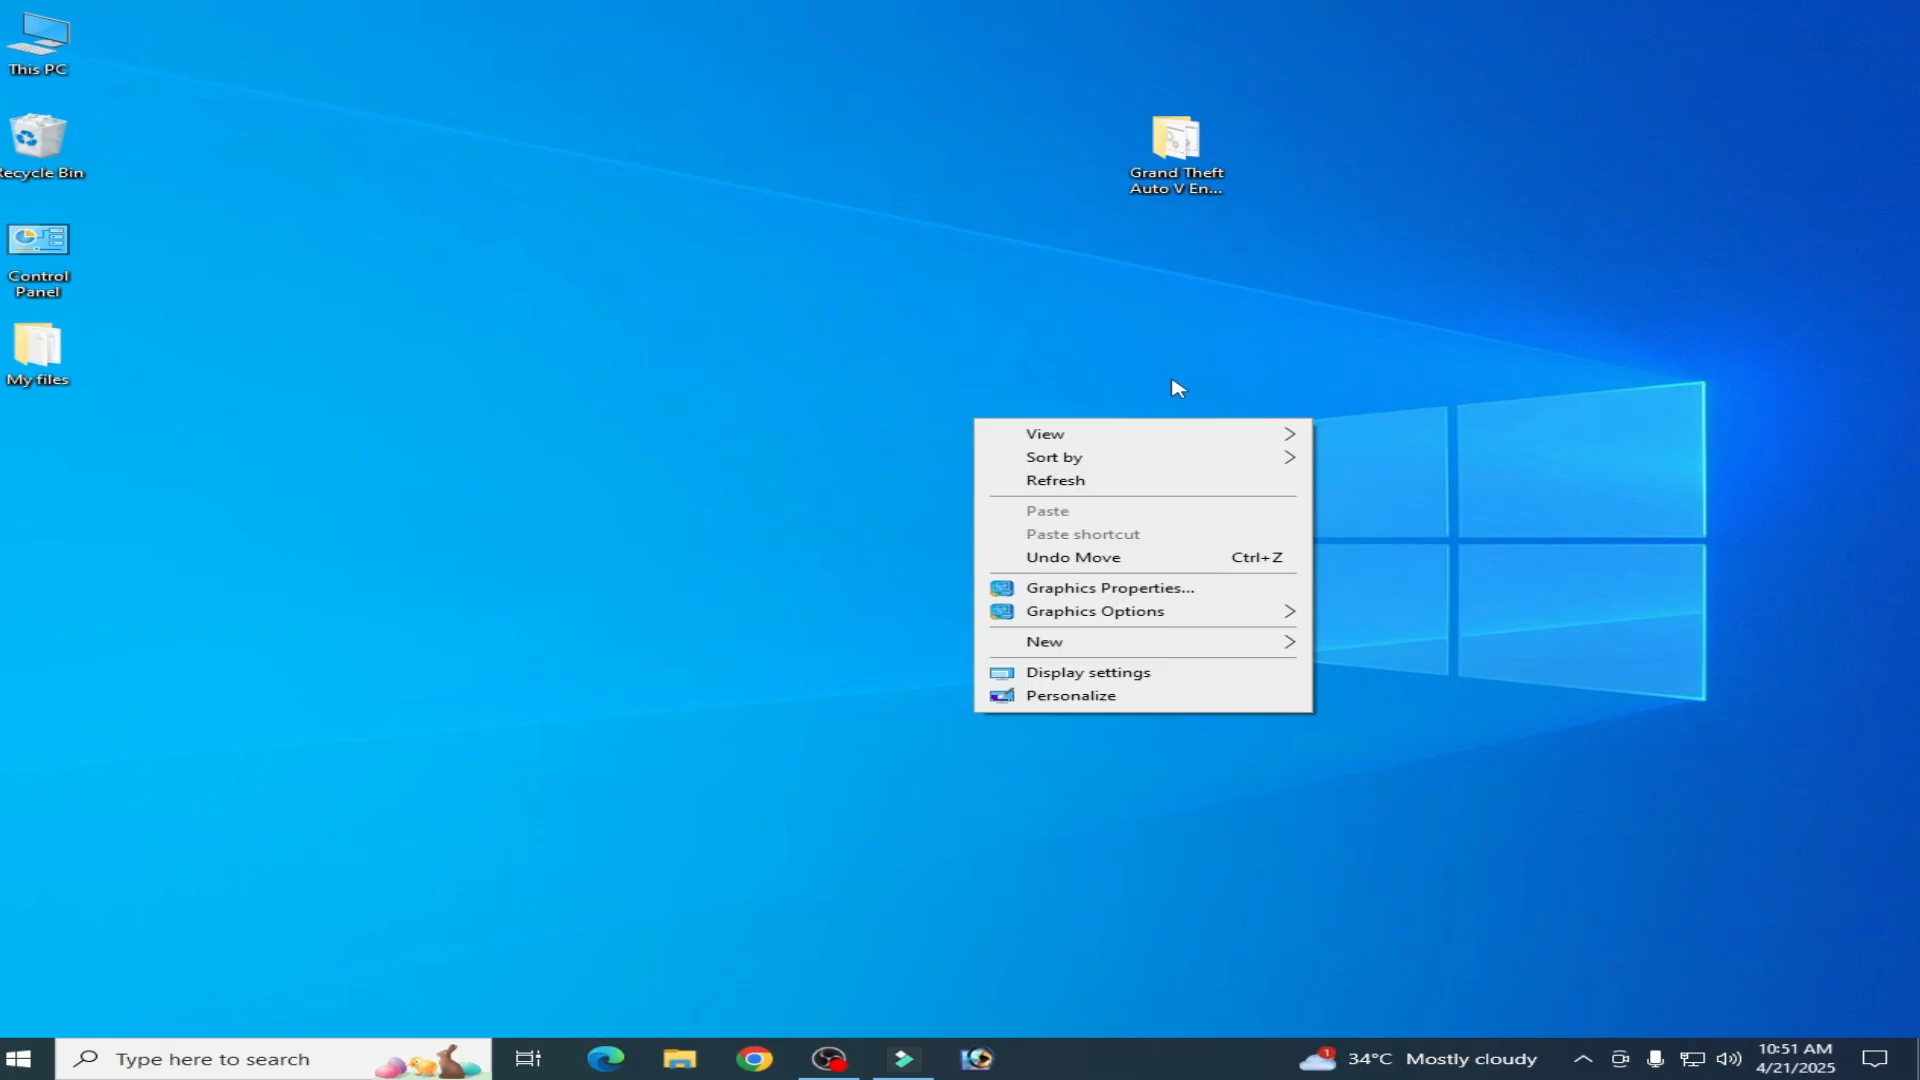 This PC
Recycle Bin
Control
Panel
My files
Grand Theft
Auto V En...
View
Sort by
Refresh
Paste
Paste shortcut
Undo Move Ctrl+Z
Graphics Properties...
Graphics Options
New
Display settings
Personalize
Type here to search
1
34°C Mostly cloudy
10:51 AM
4/21/2025